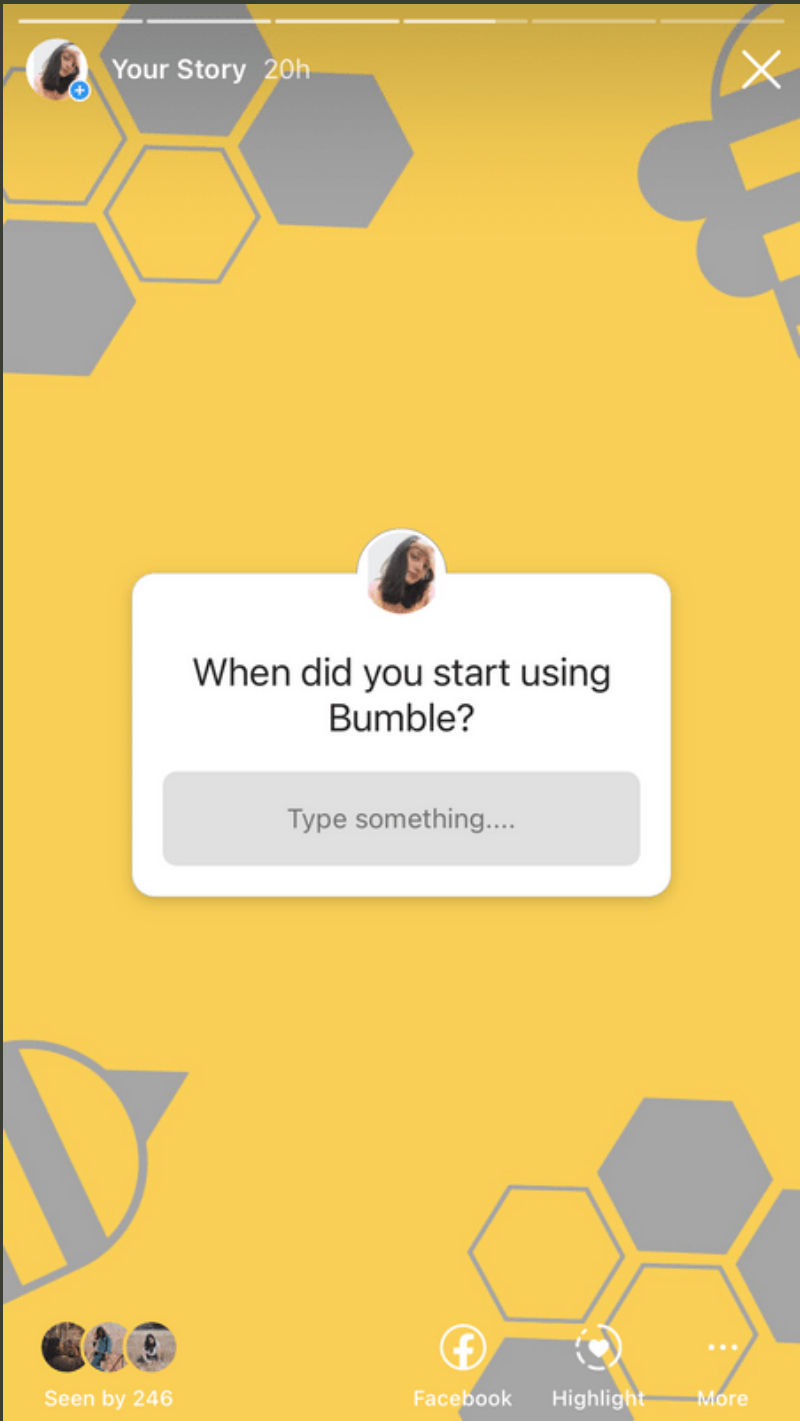 Your Story 20h
When did you start using
Bumble?
Type something....
Seen by 246
Facebook
Highlight
More